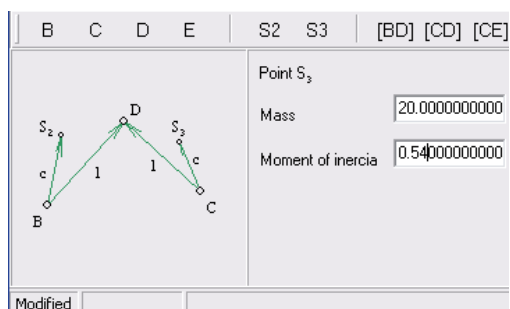 B C D E S2 S3 [BD] [CD] [CE]
Point S3
Mass 20.0000000000
Moment of inercia 0.5400000000
D
S2
S3
c
l
l
c
B
C
Modified